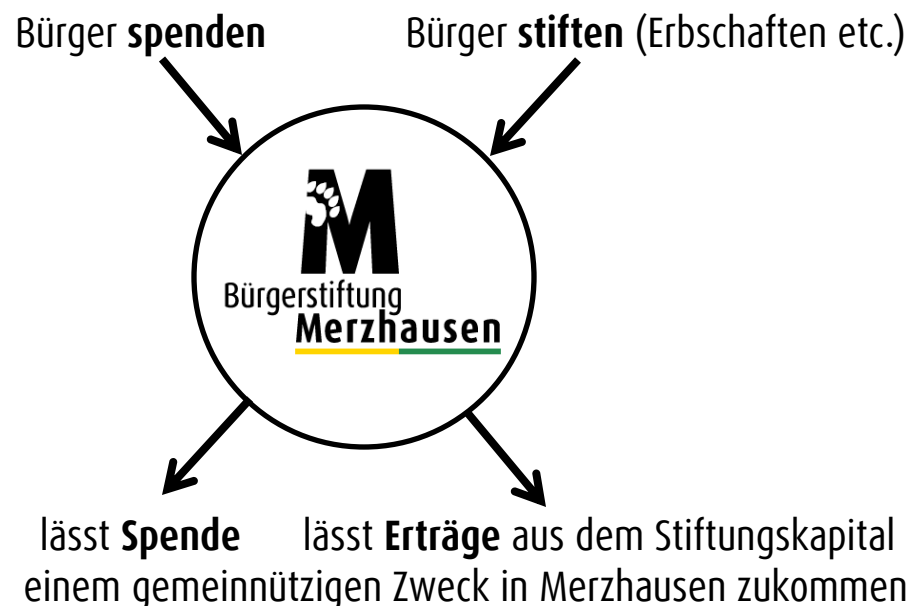 Bürger spenden Bürger stiften (Erbschaften etc.)
M
Bürgerstiftung
Merzhausen
lässt Spende lässt Erträge aus dem Stiftungskapital
einem gemeinnützigen Zweck in Merzhausen zukommen